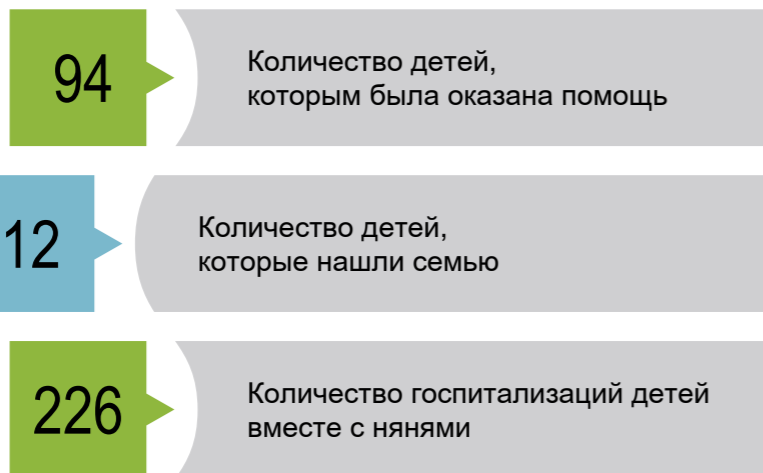 94
Количество детей,
которым была оказана помощь
12
Количество детей,
которые нашли семью
226
Количество госпитализаций детей
вместе с нянями